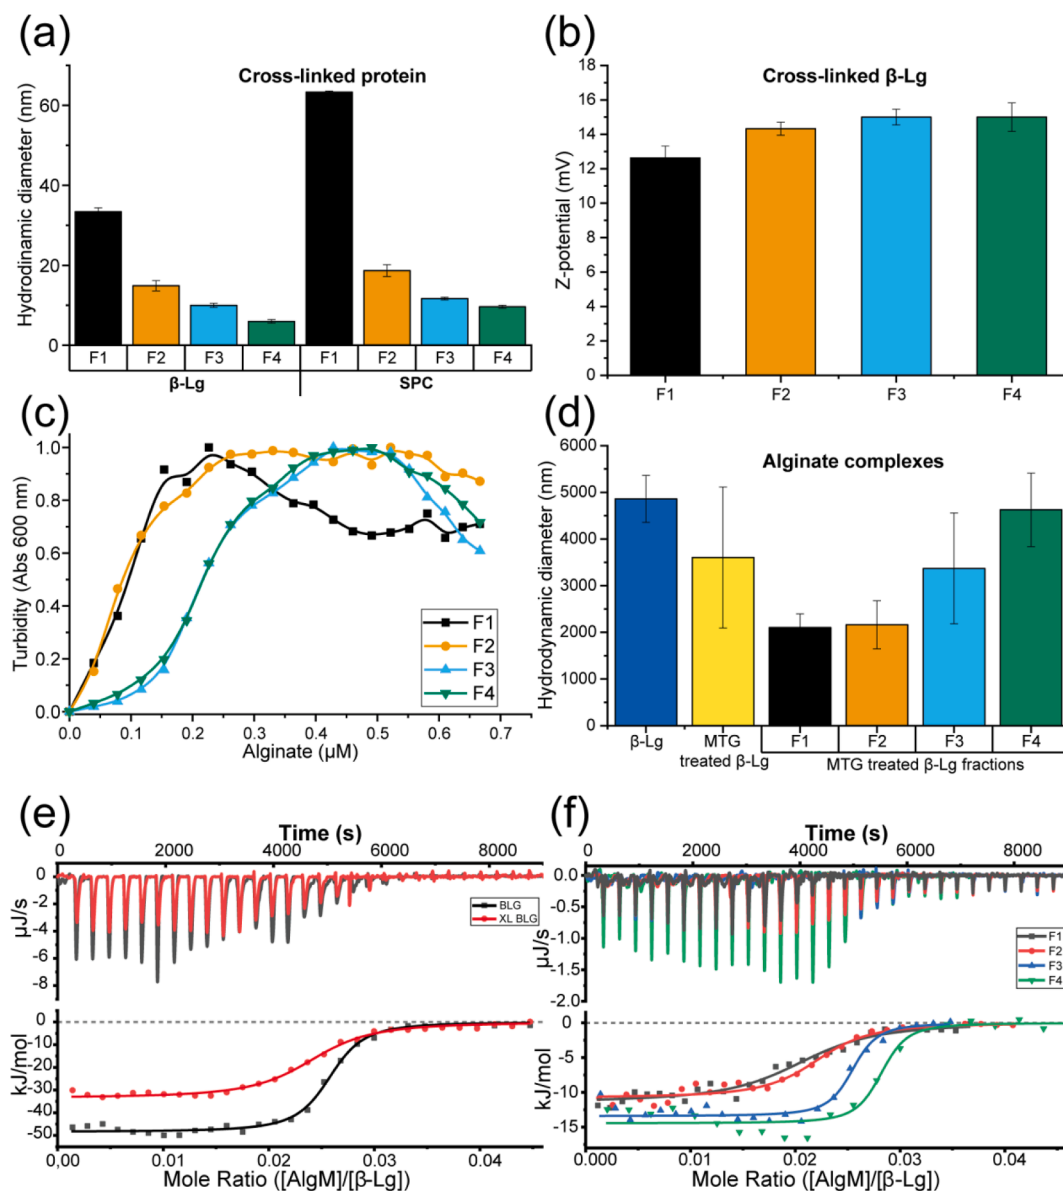 (a)
Cross-linked protein
Hydrodinamic diameter (nm)
60
40
20
0
F1 F2 F3 F4 F1 F2 F3 F4
β-Lg SPC
(b)
Cross-linked β-Lg
Z-potential (mV)
18
16
14
12
10
8
6
4
2
0
F1 F2 F3 F4
(c)
Turbidity (Abs 600 nm)
1.0
0.8
0.6
0.4
0.2
0.0
F1
F2
F3
F4
0.0 0.1 0.2 0.3 0.4 0.5 0.6 0.7
Alginate (μM)
(d)
Alginate complexes
Hydrodynamic diameter (nm)
6000
5000
4000
3000
2000
1000
0
β-Lg MTG F1 F2 F3 F4
treated β-Lg MTG treated β-Lg fractions
(e)
Time (s)
0 2000 4000 6000 8000
μJ/s
0
-2
-4
-6
-8
BLG
XL BLG
kJ/mol
0
-10
-20
-30
-40
-50
0,00 0.02 0.03 0.04
Mole Ratio ([AlgM]/[β-Lg])
(f)
Time (s)
0 2000 4000 6000 8000
μJ/s
0.0
-0.5
-1.0
-1.5
-2.0
F1
F2
F3
F4
kJ/mol
0
-5
-10
-15
0.000 0.02 0.03 0.04
Mole Ratio ([AlgM]/[β-Lg])